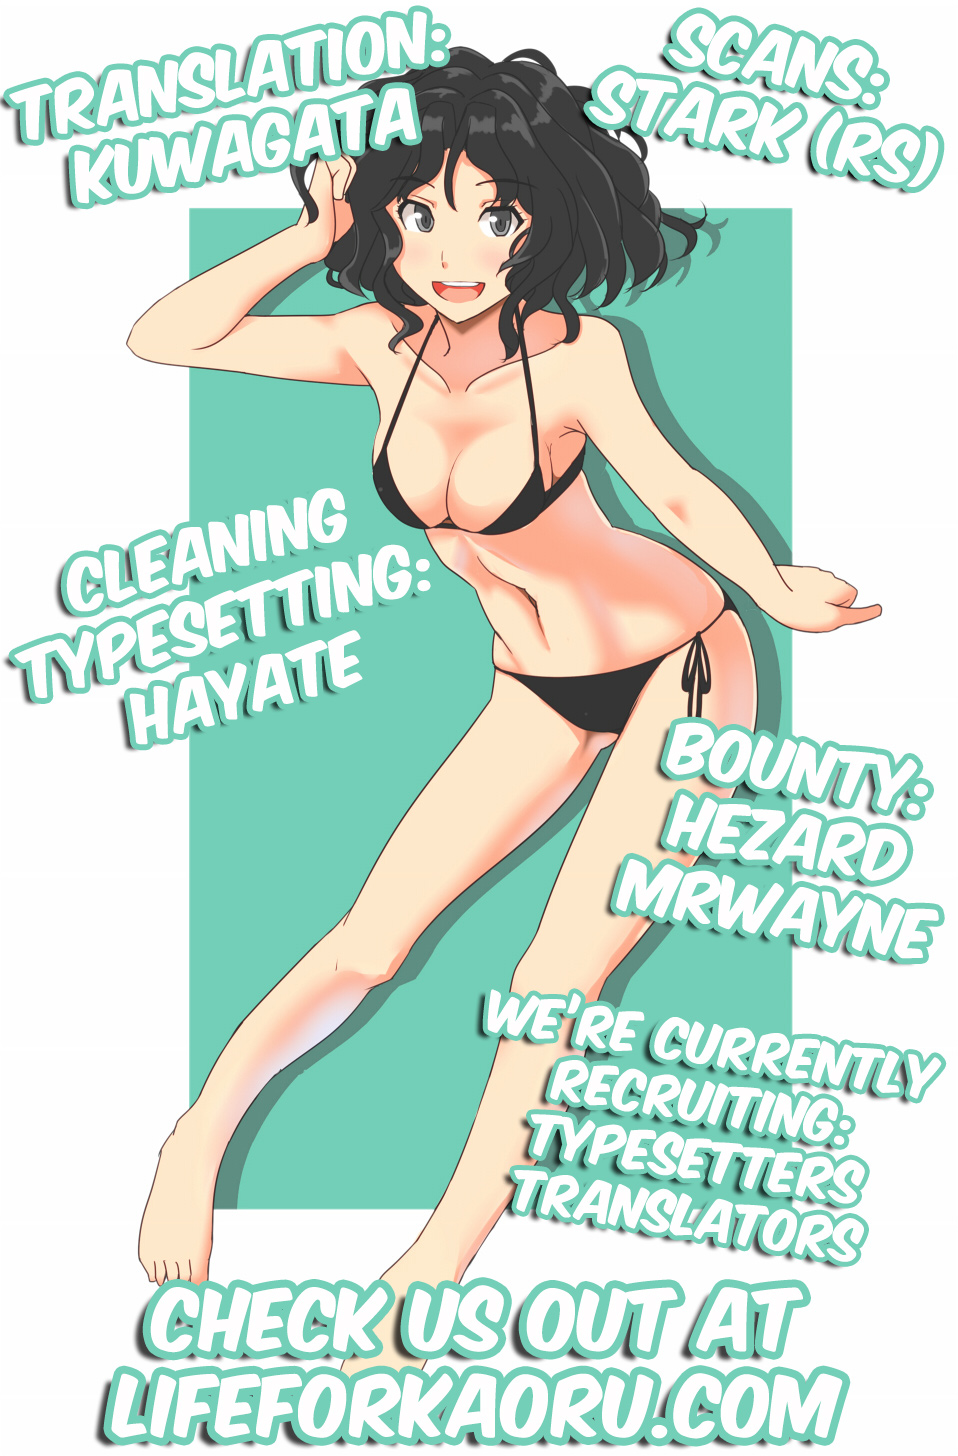 TRANSLATION:
KUWAGATA
SCANS:
STARK (RS)
CLEANING
TYPESETTING:
HAYATE
BOUNTY:
HEZARD
MRWAYNE
WE'RE CURRENTLY
RECRUITING:
TYPESETTERS
TRANSLATORS
CHECK US OUT AT
LIFEFORKAORU.COM